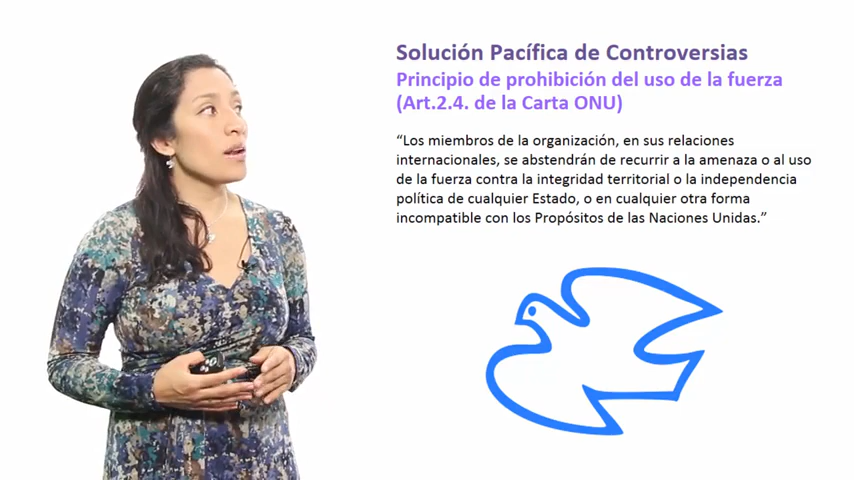 Solución Pacífica de Controversias
Principio de prohibición del uso de la fuerza
(Art.2.4. de la Carta ONU)
“Los miembros de la organización, en sus relaciones
internacionales, se abstendrán de recurrir a la amenaza o al uso
de la fuerza contra la integridad territorial o la independencia
política de cualquier Estado, o en cualquier otra forma
incompatible con los Propósitos de las Naciones Unidas.”